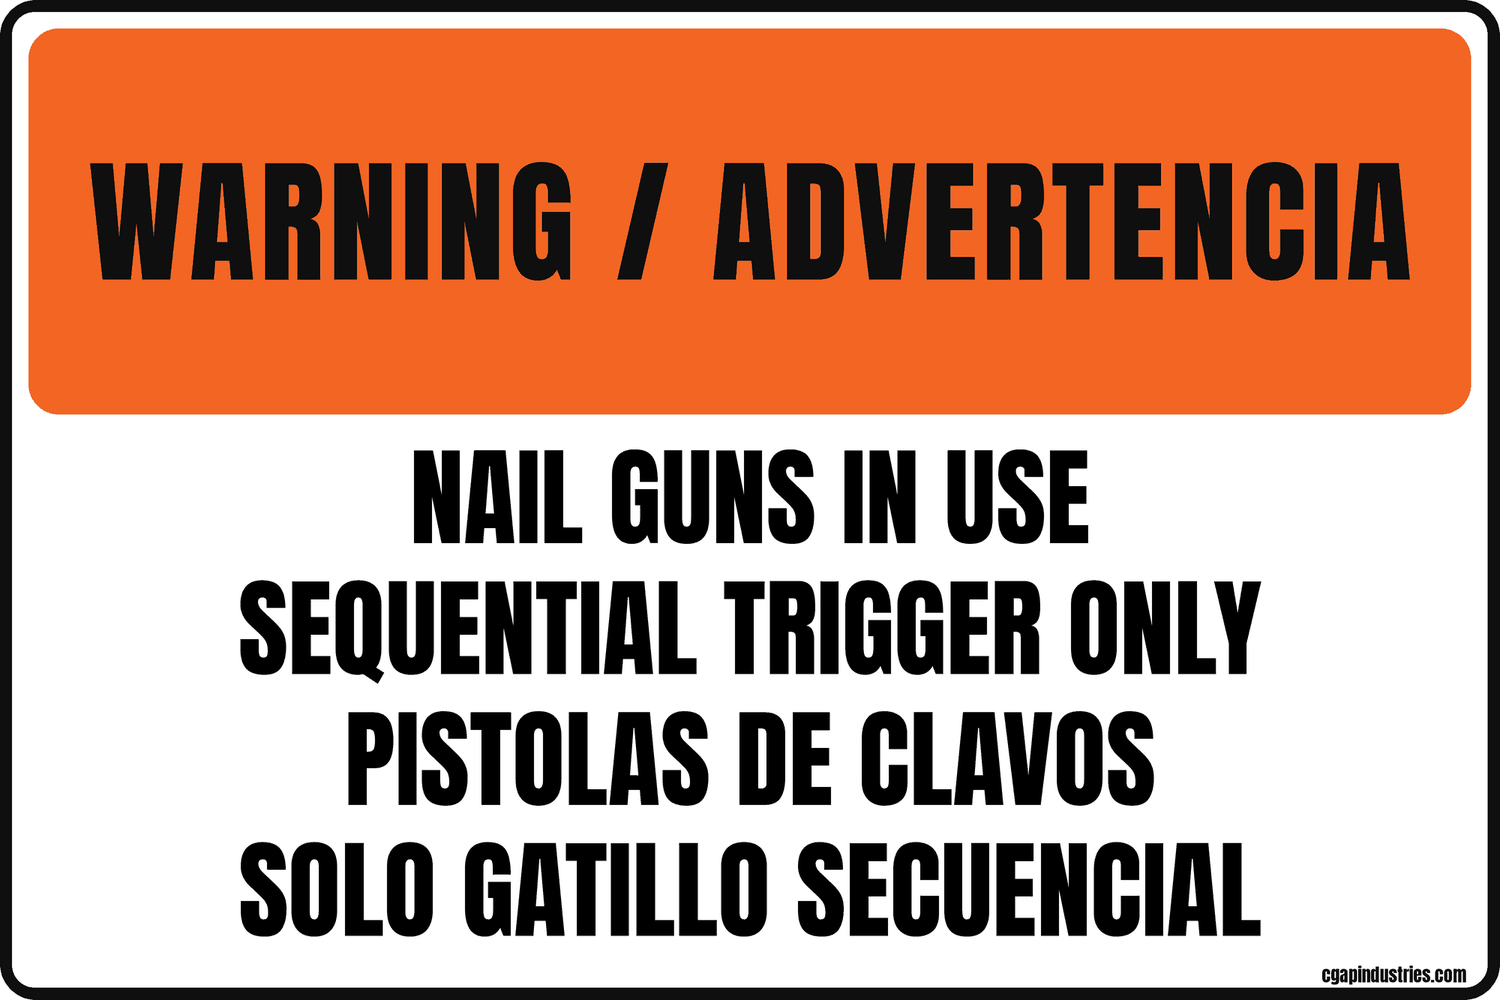 WARNING / ADVERTENCIA
NAIL GUNS IN USE
SEQUENTIAL TRIGGER ONLY
PISTOLAS DE CLAVOS
SOLO GATILLO SECUENCIAL
cgapindustries.com